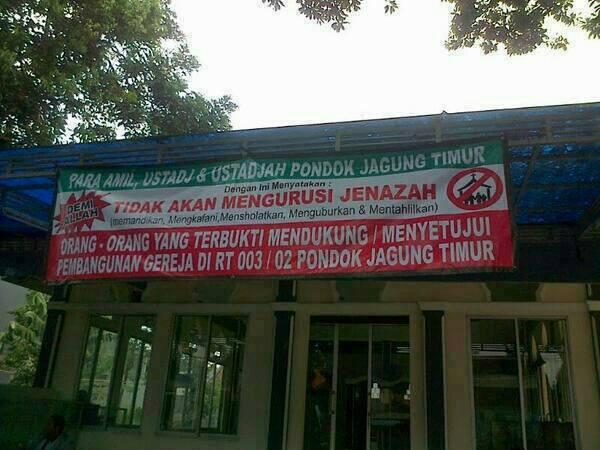 PARA AMIL, USTADJ & USTADJAH PONDOK JAGUNG TIMUR
Dengan Ini Menyatakan :
DEMI
ALLAH
TIDAK AKAN MENGURUSI JENAZAH
(memandikan, Mengkafani,Mensholatkan, Menguburkan & Mentahlilkan)
ORANG - ORANG YANG TERBUKTI MENDUKUNG / MENYETUJUI
PEMBANGUNAN GEREJA DI RT 003 / 02 PONDOK JAGUNG TIMUR